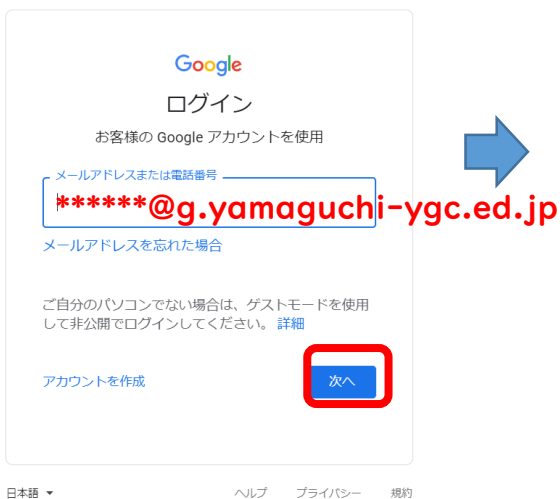 Google
ログイン
お客様の Google アカウントを使用
メールアドレスまたは電話番号
******@g.yamaguchi-ygc.ed.jp
メールアドレスを忘れた場合
ご自分のパソコンでない場合は、ゲストモードを使用
して非公開でログインしてください。 詳細
アカウントを作成
次へ
日本語 ヘルプ プライバシー 規約